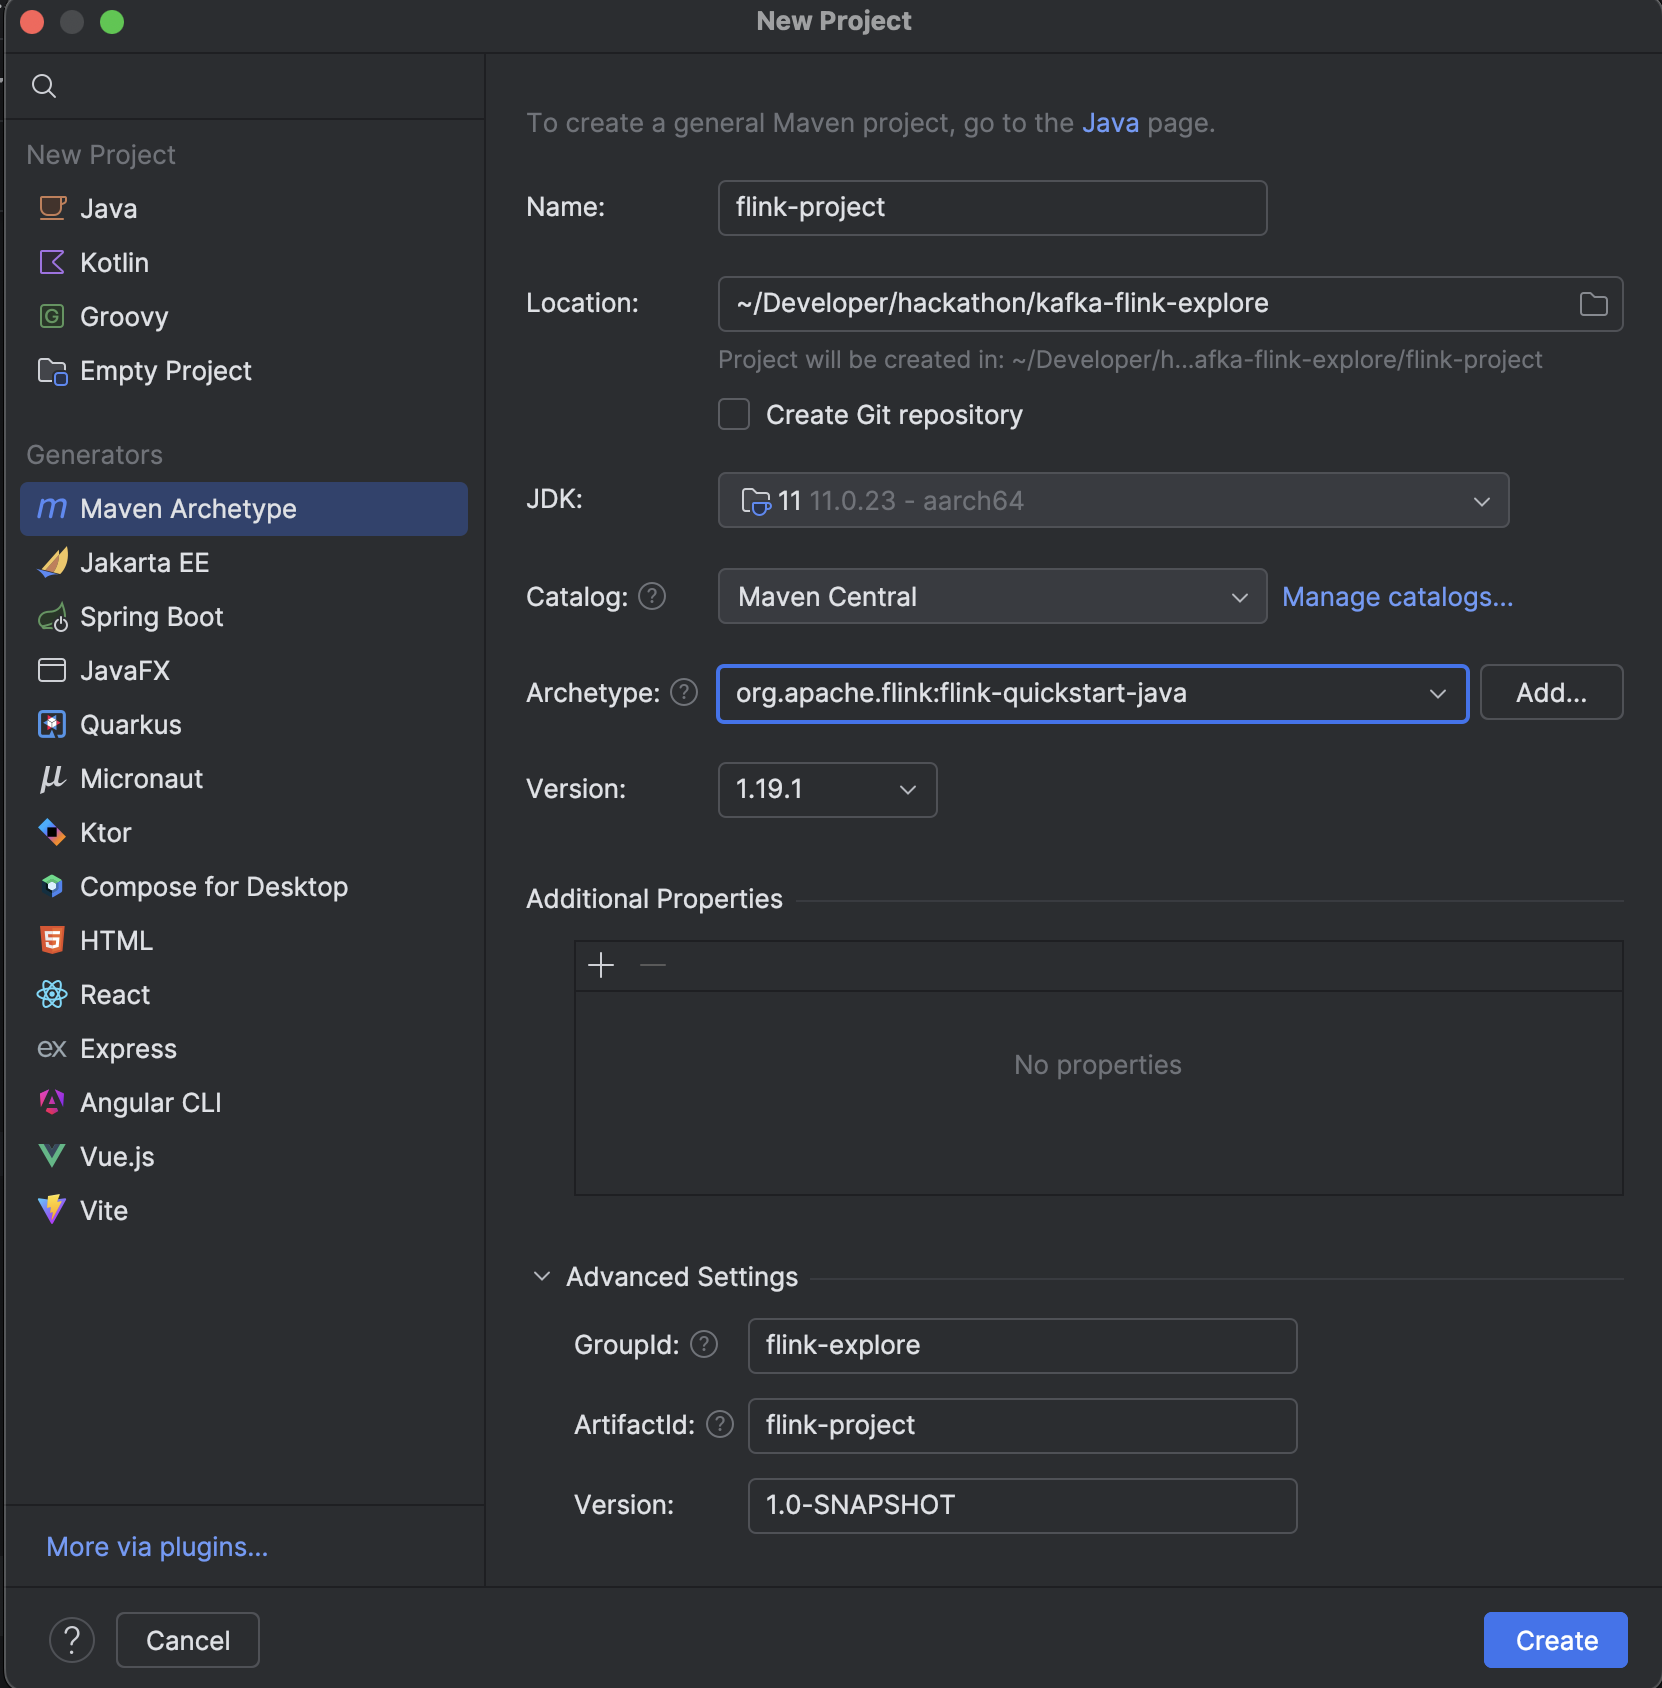 New Project
New Project
Java
Kotlin
Groovy
Empty Project
Generators
Maven Archetype
Jakarta EE
Spring Boot
JavaFX
Quarkus
Micronaut
Ktor
Compose for Desktop
HTML
React
ex Express
Angular CLI
Vue.js
Vite
More via plugins...
To create a general Maven project, go to the Java page.
Name: flink-project
Location: ~/Developer/hackathon/kafka-flink-explore
Project will be created in: ~/Developer/h...afka-flink-explore/flink-project
Create Git repository
JDK: 11 11.0.23 - aarch64
Catalog: ? Maven Central Manage catalogs...
Archetype: ? org.apache.flink:flink-quickstart-java Add...
Version: 1.19.1
Additional Properties
No properties
Advanced Settings
GroupId: ? flink-explore
ArtifactId: ? flink-project
Version: 1.0-SNAPSHOT
? Cancel Create